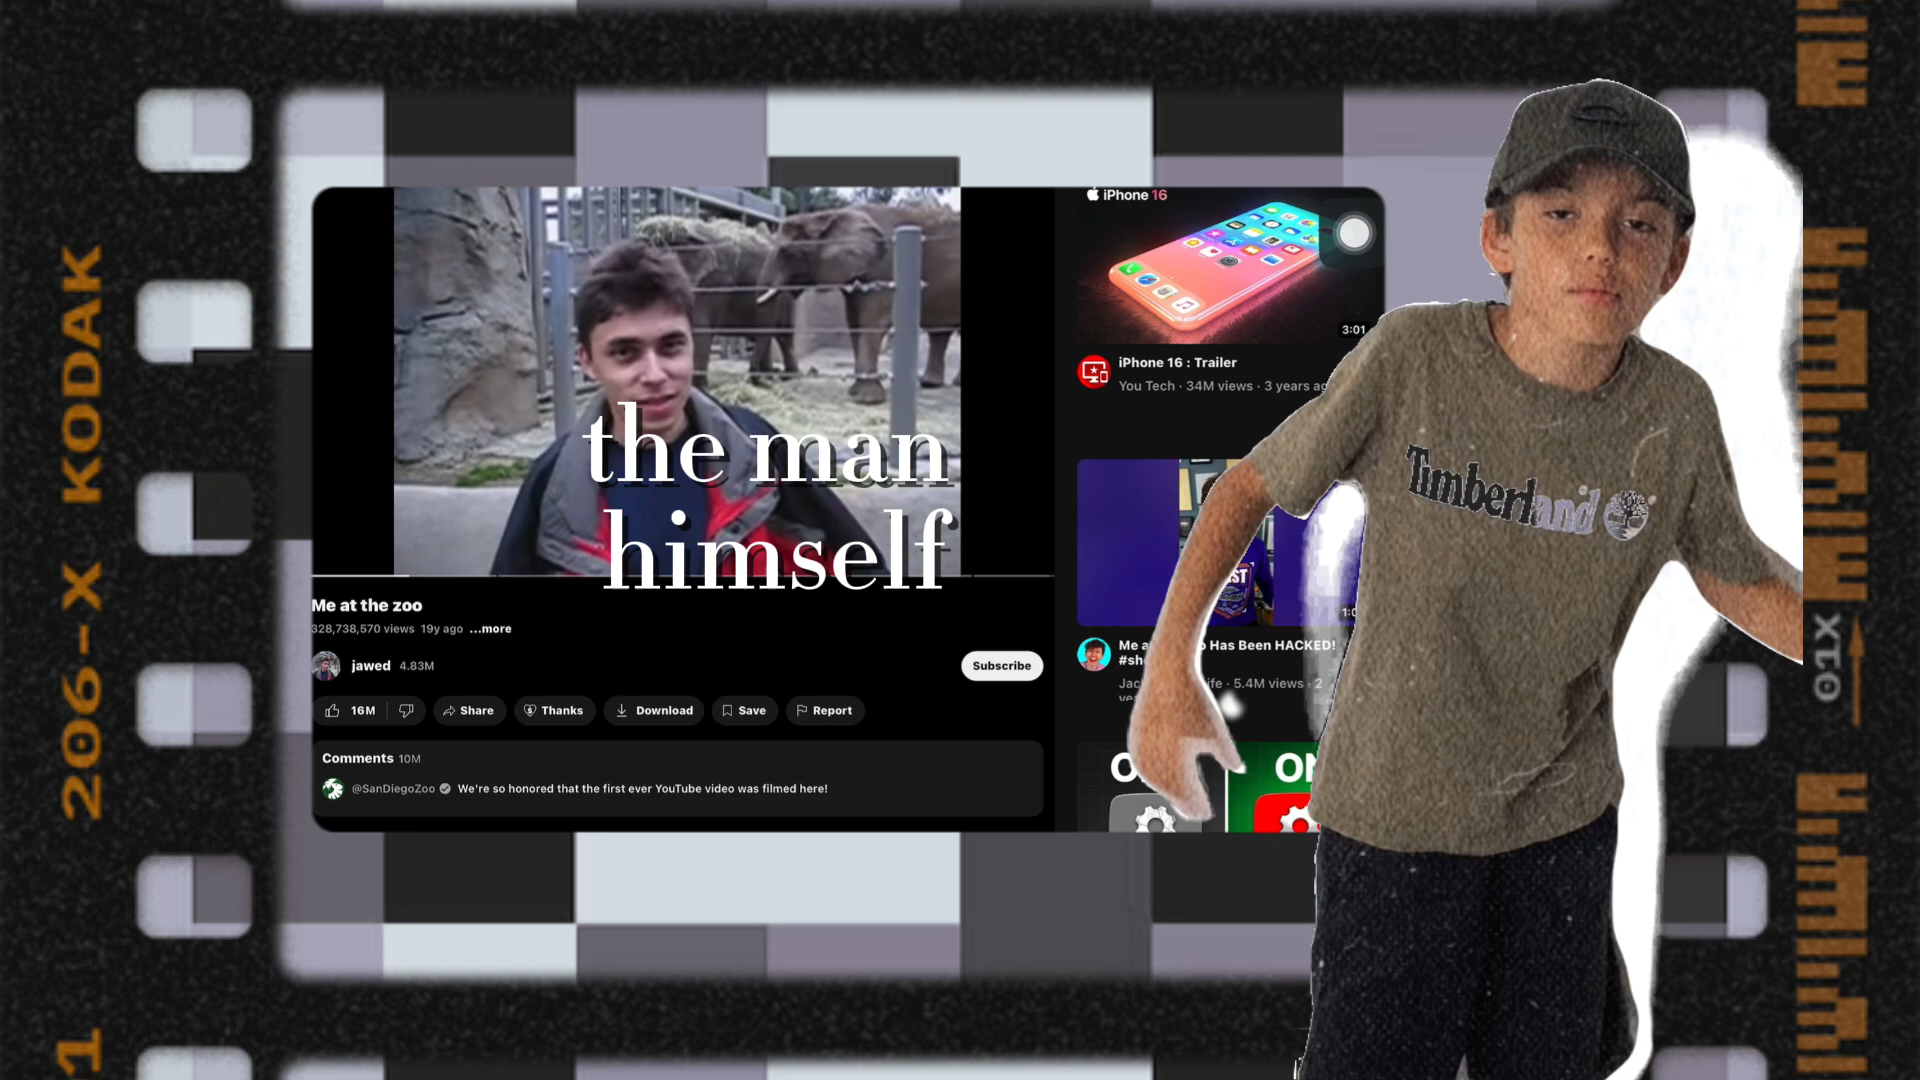 206-X KODAK
1
the man
himself
Me at the zoo
328,738,570 views 19y ago ...more
jawed 4.83M
Subscribe
16M
Share
Thanks
Download
Save
Report
Comments 10M
@SanDiegoZoo We're so honored that the first ever YouTube video was filmed here!
iPhone 16
3:01
iPhone 16 : Trailer
You Tech · 34M views · 3 years
Has Been HACKED!
5.4M views · 2
Timberland
01X